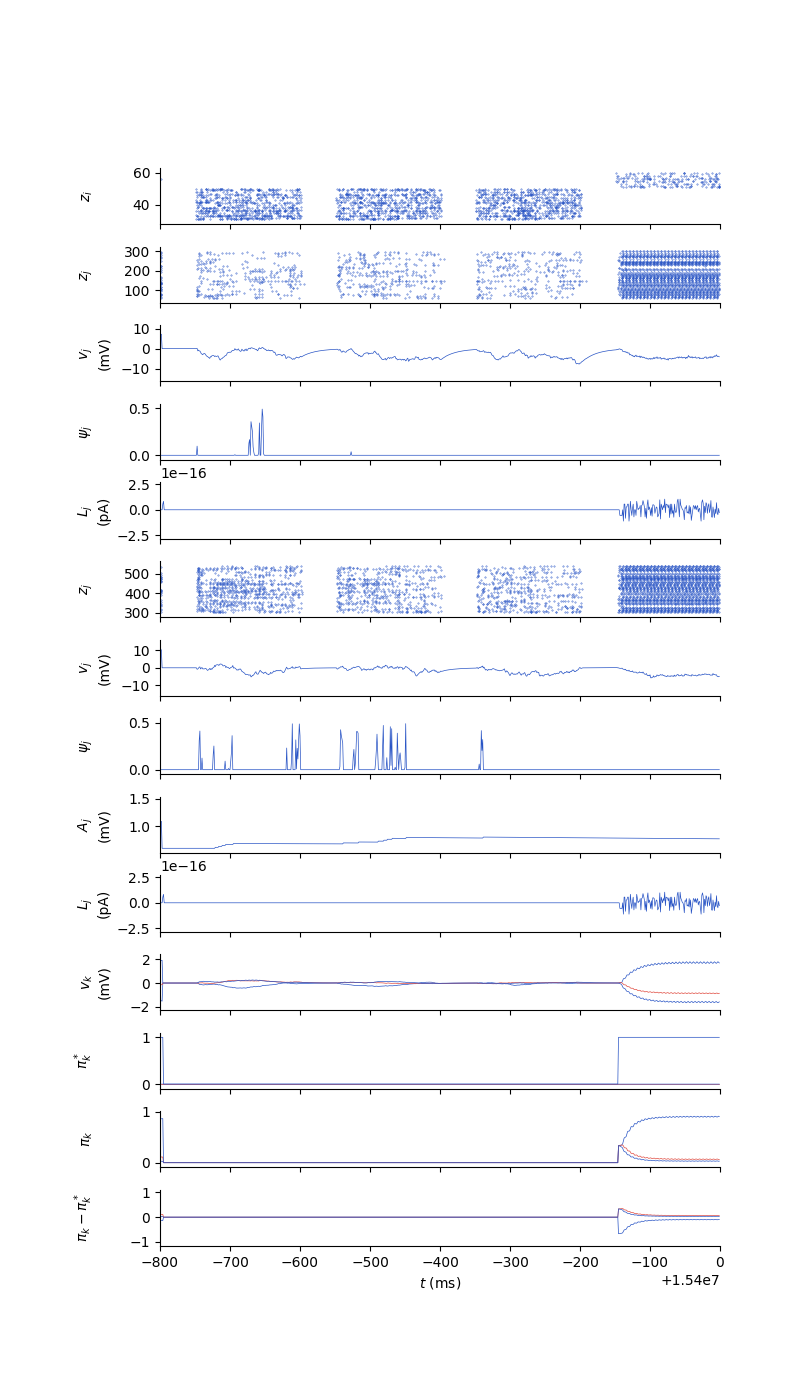 60
40
z_i
300
200
100
z_j
10
0
−10
v_j
(mV)
0.5
0.0
ψ_j
1e−16
2.5
0.0
−2.5
L_j
(pA)
500
400
300
z_j
10
0
−10
v_j
(mV)
0.5
0.0
ψ_j
1.5
1.0
A_j
(mV)
1e−16
2.5
0.0
−2.5
L_j
(pA)
2
0
−2
v_k
(mV)
1
0
π_k^*
1
0
π_k
1
0
−1
π_k − π_k^*
−800 −700 −600 −500 −400 −300 −200 −100 0
t (ms)
+1.54e7